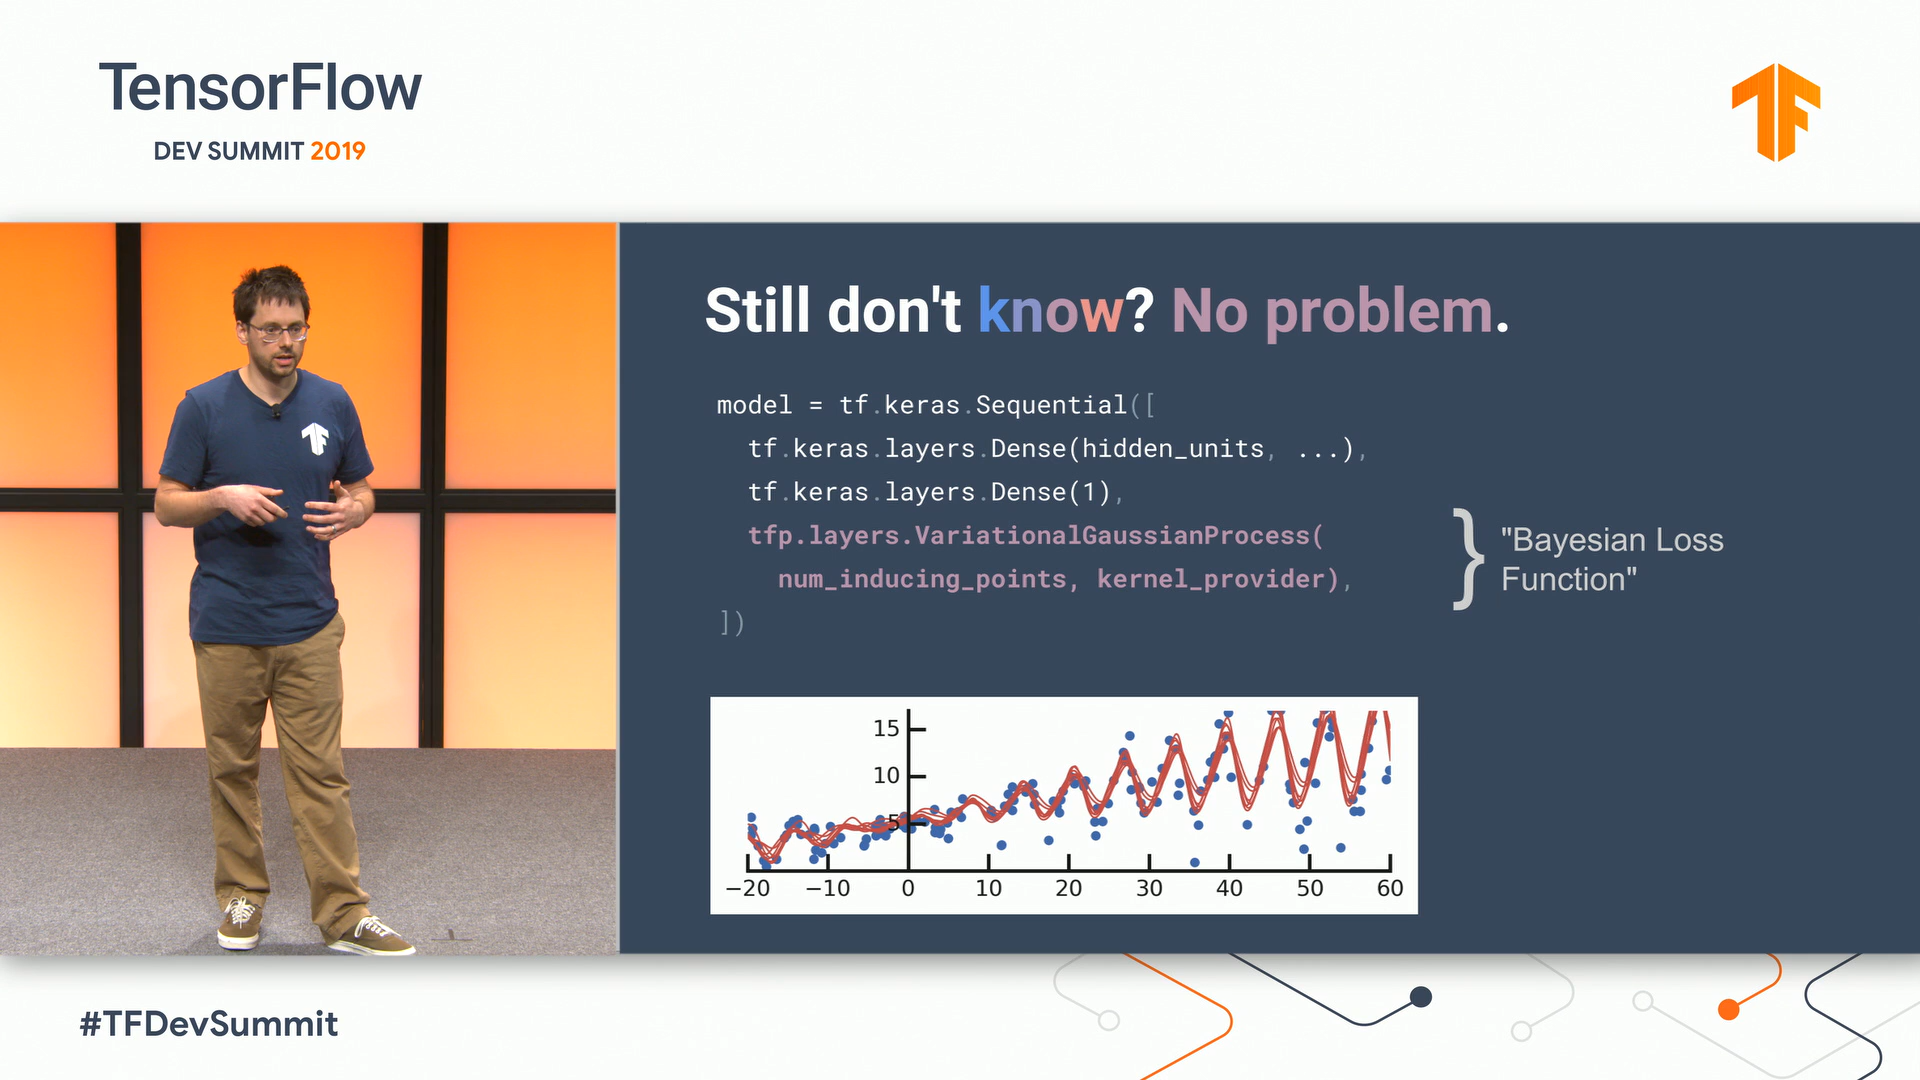 TensorFlow
DEV SUMMIT 2019
Still don't know? No problem.
model = tf.keras.Sequential([
tf.keras.layers.Dense(hidden_units, ...),
tf.keras.layers.Dense(1),
tfp.layers.VariationalGaussianProcess(
num_inducing_points, kernel_provider),
])
"Bayesian Loss
Function"
15
10
5
−20 −10 0 10 20 30 40 50 60
#TFDevSummit